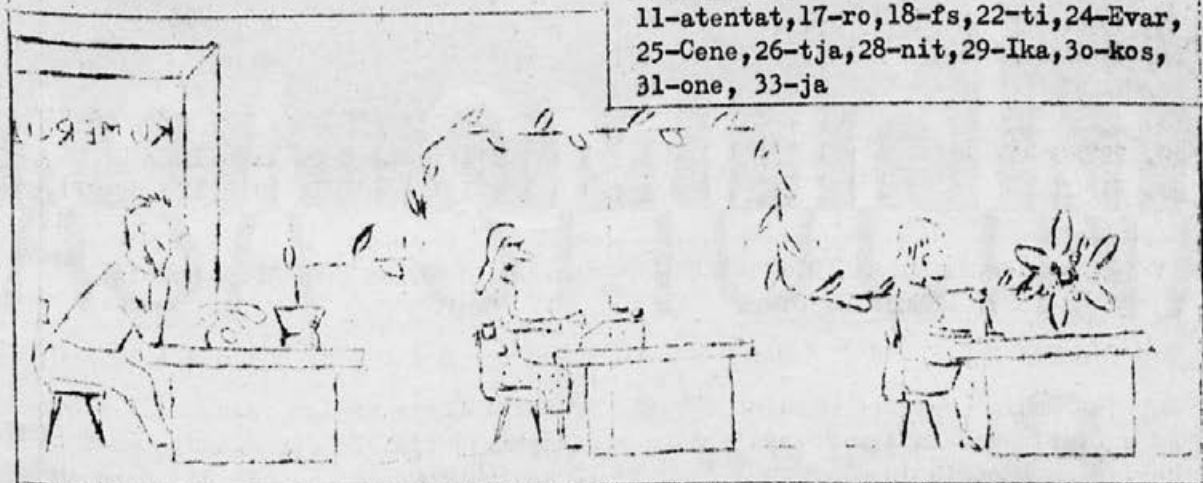 11-atentat,17-ro,18-fs,22-ti,24-Evar,
25-Cene,26-tja,28-nit,29-Ika,3o-kos,
31-one, 33-ja